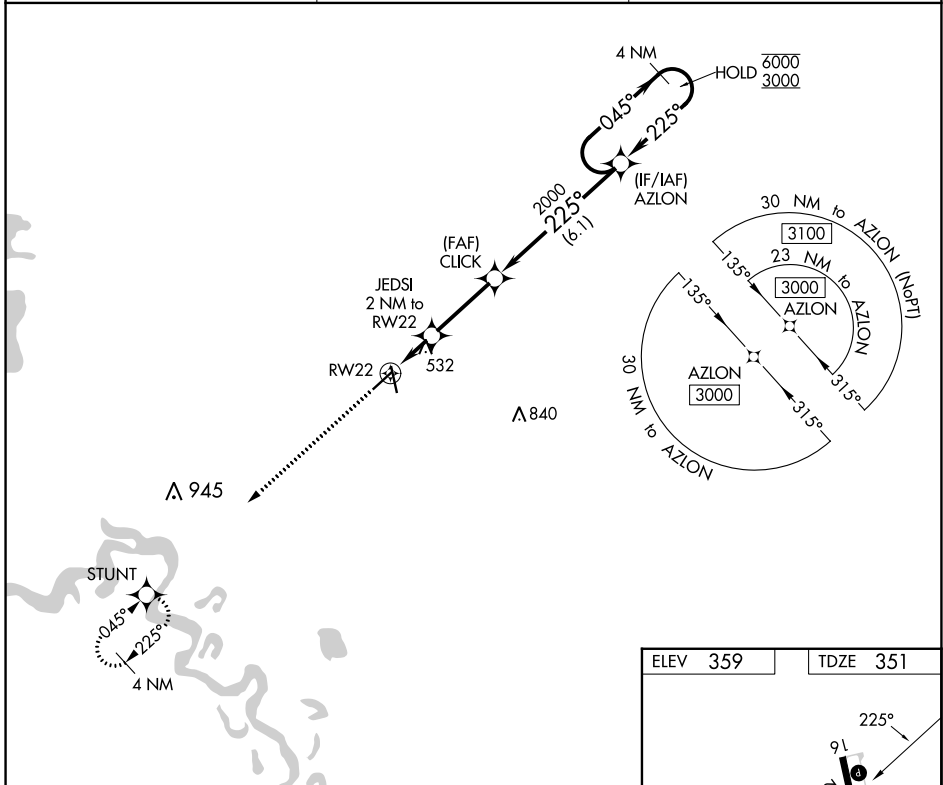 4 NM
HOLD 6000
3000
045°
225°
(IF/IAF)
AZLON
2000
225°
(6.1)
(FAF)
CLICK
JEDSI
2 NM to
RW22
RW22
532
840
945
30 NM to AZLON (NoPT)
3100
23 NM to AZLON
3000
AZLON
135°
315°
135°
AZLON
3000
315°
30 NM to AZLON
STUNT
045°
225°
4 NM
ELEV 359
TDZE 351
225°
16
P